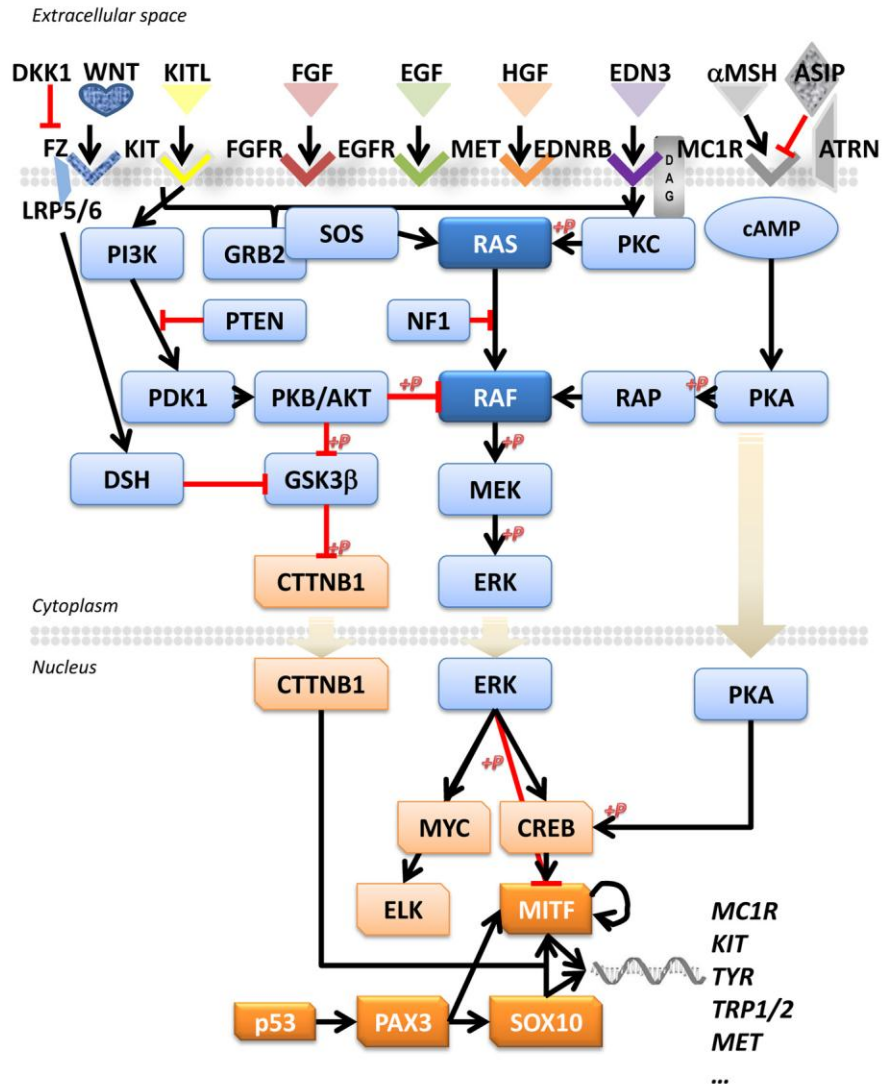 Extracellular space
DKK1 WNT KITL FGF EGF HGF EDN3 αMSH ASIP
FZ KIT FGFR EGFR MET EDNRB MC1R ATRN
DAG
LRP5/6
PI3K GRB2 SOS RAS +P PKC cAMP
PTEN NF1
PDK1 PKB/AKT +P RAF RAP +P PKA
+P +P
DSH GSK3β MEK
+P +P
CTTNB1 ERK
Cytoplasm
Nucleus
CTTNB1 ERK PKA
+P
+P
MYC CREB
ELK MITF
MC1R
KIT
TYR
TRP1/2
MET
...
p53 PAX3 SOX10